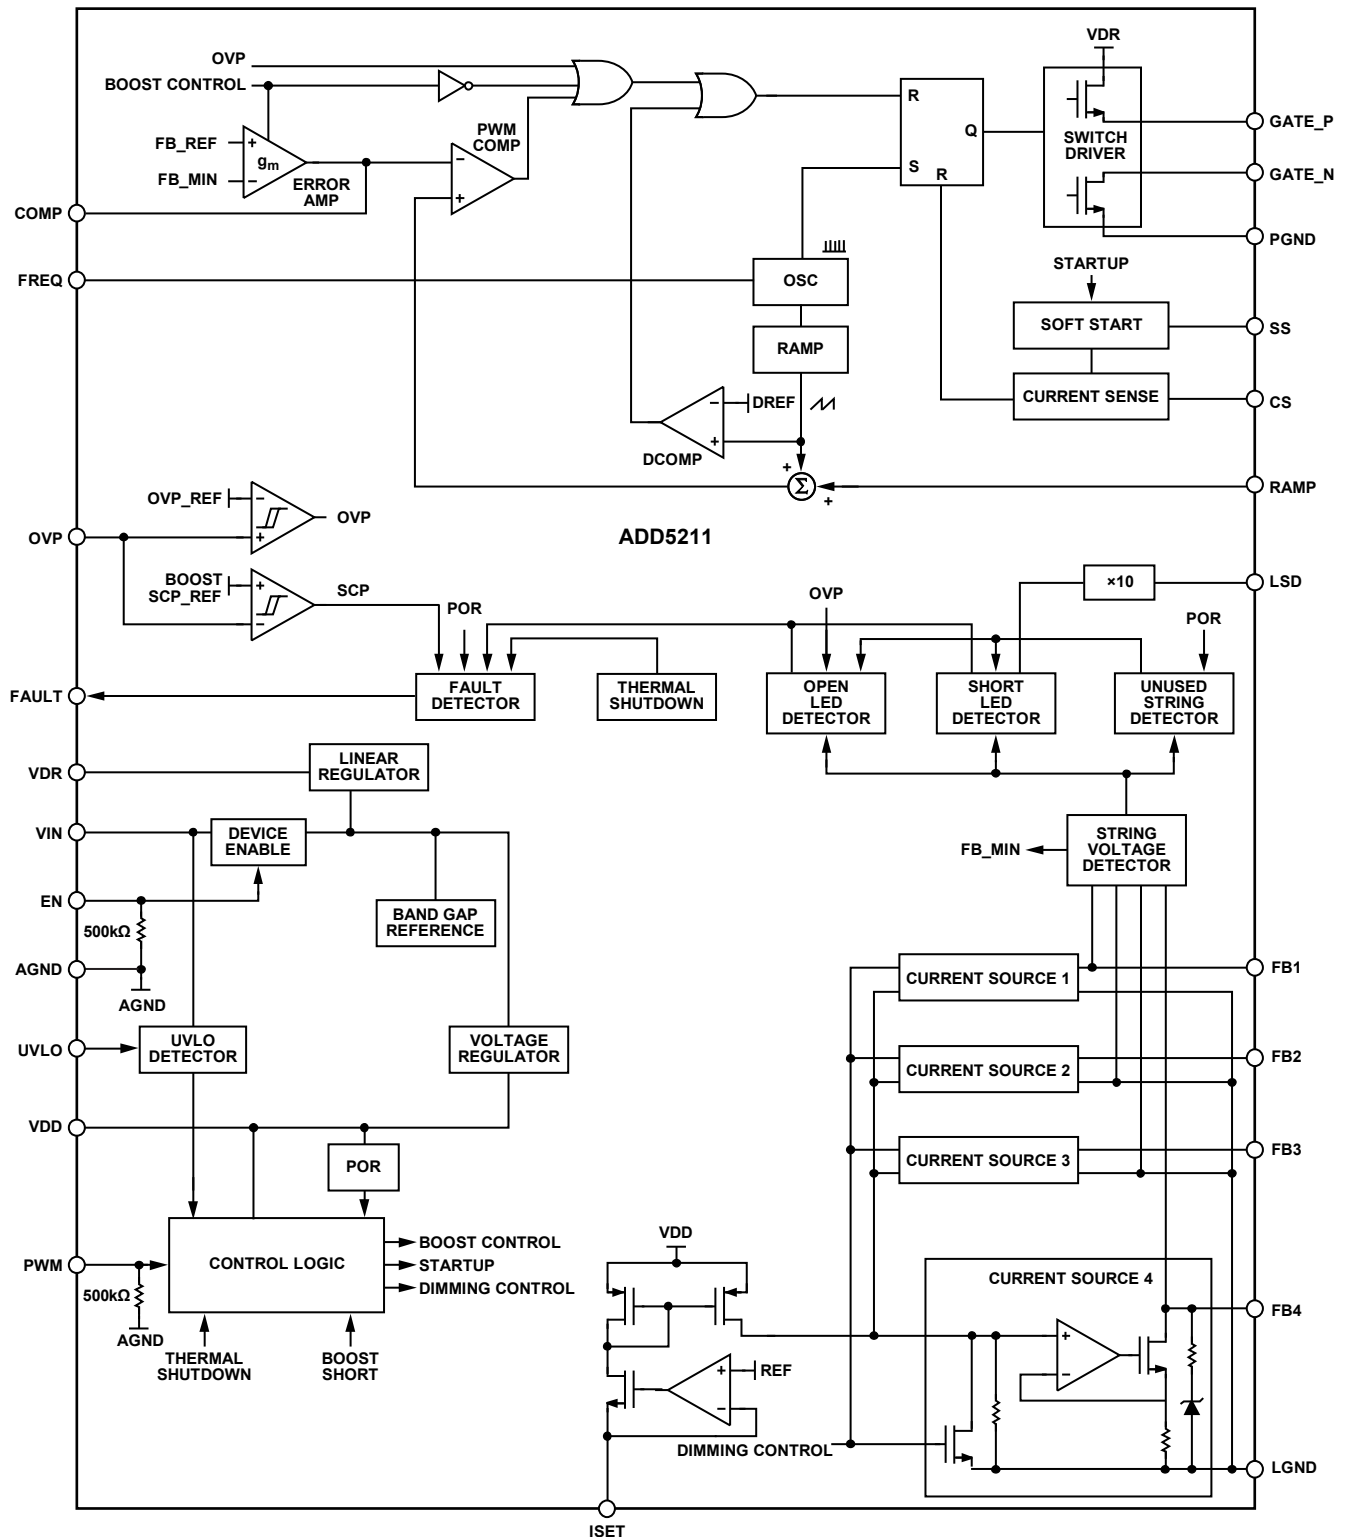 VDR
OVP
BOOST CONTROL
FB_REF
+
gm
FB_MIN
–
ERROR
AMP
PWM
COMP
–
+
R
Q
S
R
SWITCH
DRIVER
GATE_P
GATE_N
PGND
COMP
FREQ
OSC
RAMP
STARTUP
SOFT START
SS
CURRENT SENSE
CS
–
DREF
+
DCOMP
+
Σ
+
RAMP
OVP_REF
–
OVP
+
OVP
ADD5211
BOOST
SCP_REF
+
–
SCP
POR
OVP
×10
LSD
POR
FAULT
FAULT
DETECTOR
THERMAL
SHUTDOWN
OPEN
LED
DETECTOR
SHORT
LED
DETECTOR
UNUSED
STRING
DETECTOR
VDR
LINEAR
REGULATOR
VIN
DEVICE
ENABLE
FB_MIN
STRING
VOLTAGE
DETECTOR
EN
500kΩ
BAND GAP
REFERENCE
AGND
AGND
CURRENT SOURCE 1
FB1
UVLO
UVLO
DETECTOR
VOLTAGE
REGULATOR
CURRENT SOURCE 2
FB2
VDD
POR
CURRENT SOURCE 3
FB3
PWM
500kΩ
AGND
CONTROL LOGIC
BOOST CONTROL
STARTUP
DIMMING CONTROL
THERMAL
SHUTDOWN
BOOST
SHORT
VDD
CURRENT SOURCE 4
FB4
+
–
+
REF
–
DIMMING CONTROL
LGND
ISET